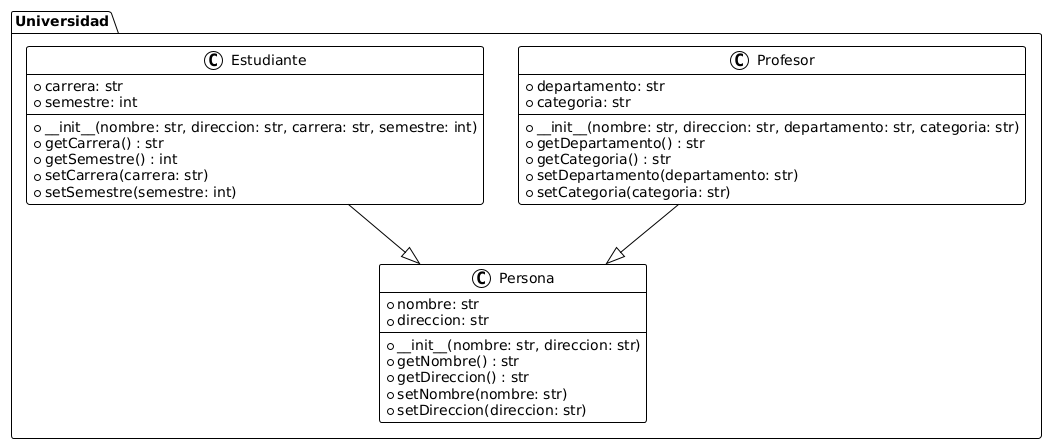 Universidad
C Estudiante
carrera: str
semestre: int
__init__(nombre: str, direccion: str, carrera: str, semestre: int)
getCarrera() : str
getSemestre() : int
setCarrera(carrera: str)
setSemestre(semestre: int)
C Profesor
departamento: str
categoria: str
__init__(nombre: str, direccion: str, departamento: str, categoria: str)
getDepartamento() : str
getCategoria() : str
setDepartamento(departamento: str)
setCategoria(categoria: str)
C Persona
nombre: str
direccion: str
__init__(nombre: str, direccion: str)
getNombre() : str
getDireccion() : str
setNombre(nombre: str)
setDireccion(direccion: str)